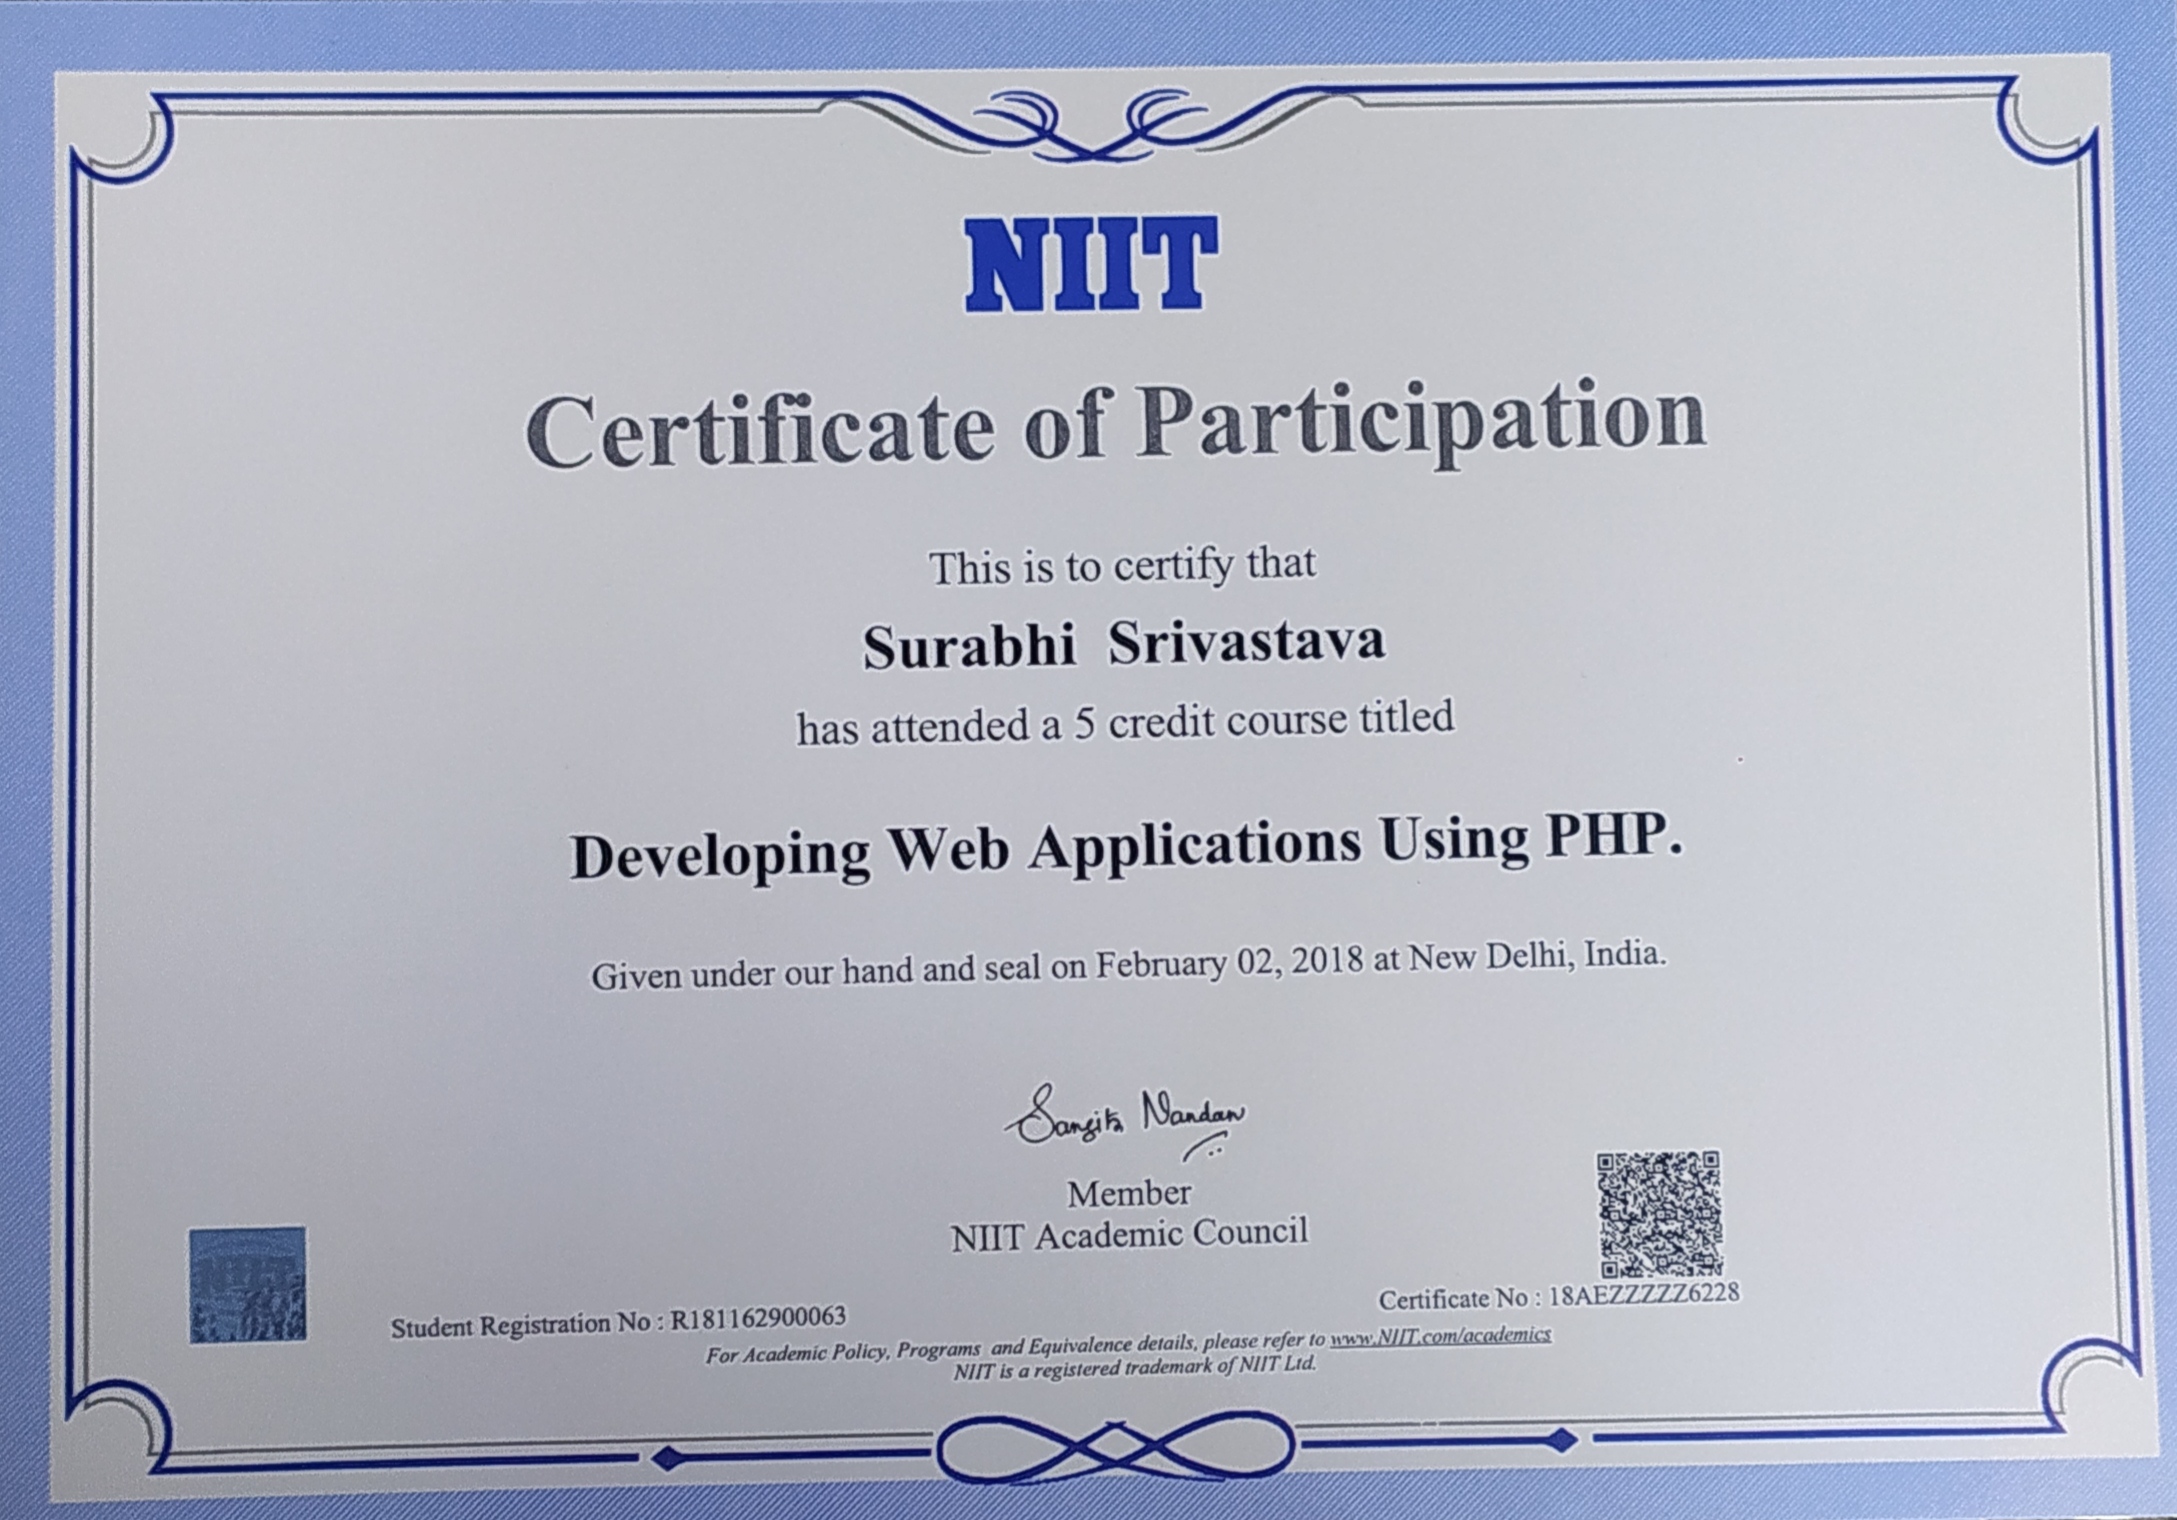 NIIT
Certificate of Participation
This is to certify that
Surabhi Srivastava
has attended a 5 credit course titled
Developing Web Applications Using PHP.
Given under our hand and seal on February 02, 2018 at New Delhi, India.
Sangita Nandan
Member
NIIT Academic Council
Student Registration No : R181162900063
Certificate No : 18AEZZZZZ6228
For Academic Policy, Programs and Equivalence details, please refer to www.NIIT.com/academics
NIIT is a registered trademark of NIIT Ltd.